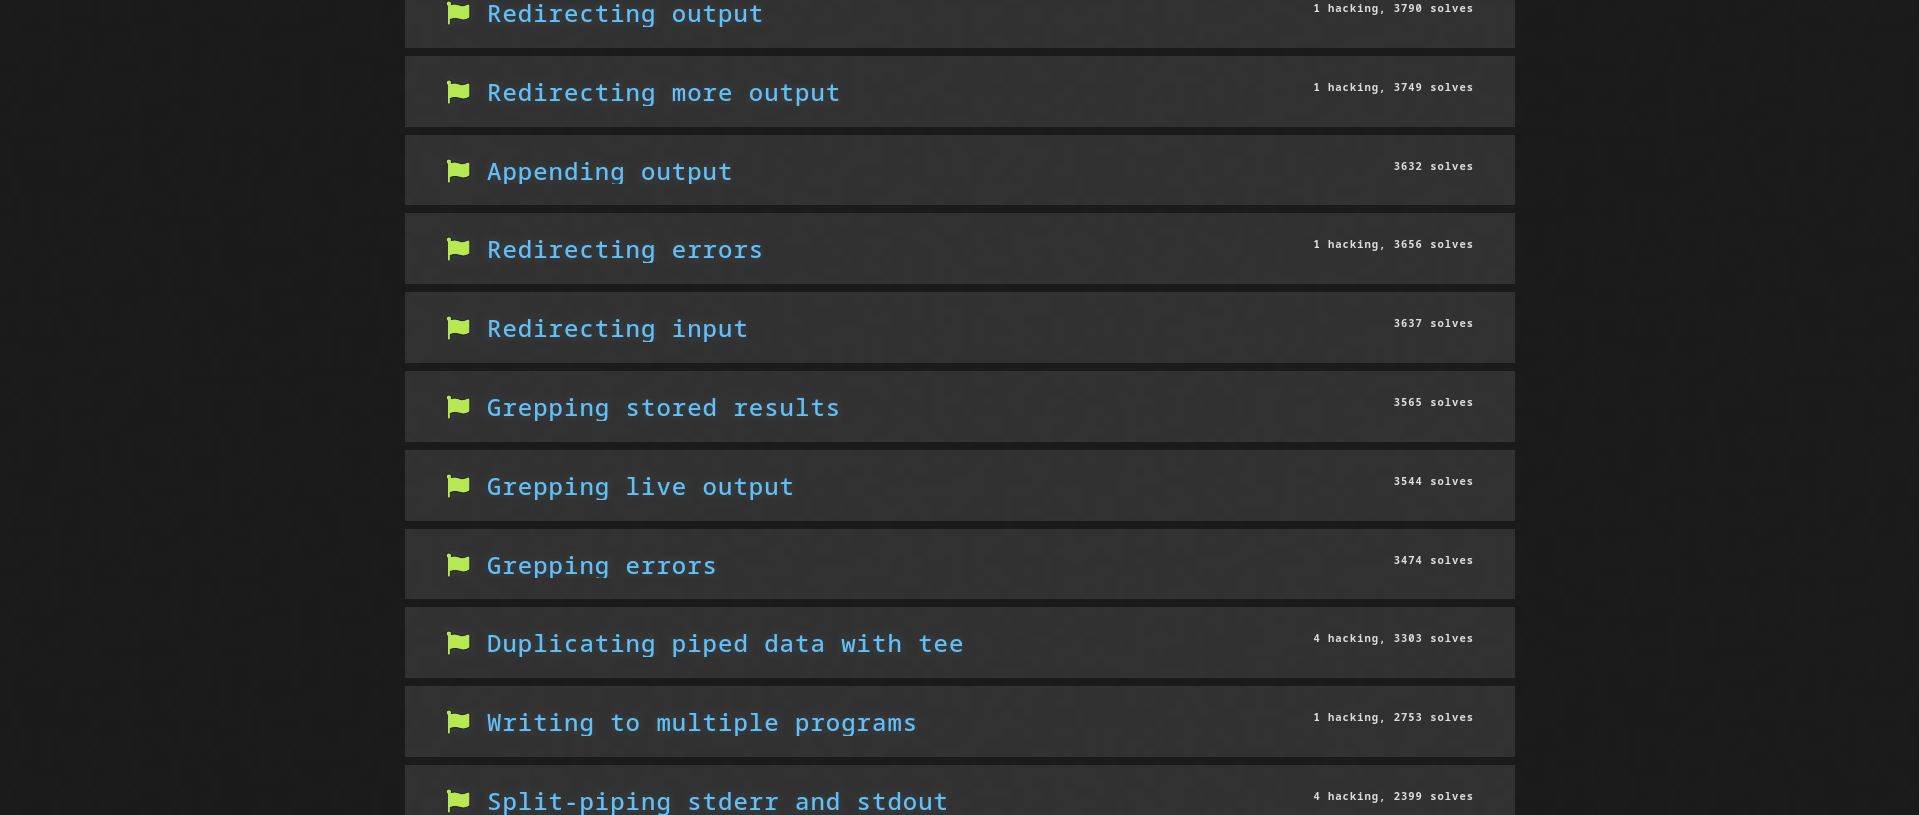 Redirecting output 1 hacking, 3790 solves
Redirecting more output 1 hacking, 3749 solves
Appending output 3632 solves
Redirecting errors 1 hacking, 3656 solves
Redirecting input 3637 solves
Grepping stored results 3565 solves
Grepping live output 3544 solves
Grepping errors 3474 solves
Duplicating piped data with tee 4 hacking, 3303 solves
Writing to multiple programs 1 hacking, 2753 solves
Split-piping stderr and stdout 4 hacking, 2399 solves